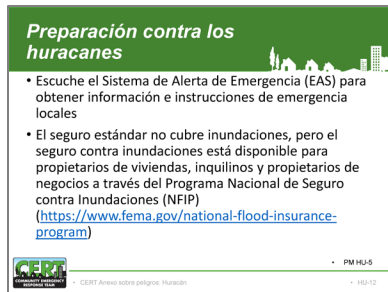 Preparación contra los
huracanes
• Escuche el Sistema de Alerta de Emergencia (EAS) para
obtener información e instrucciones de emergencia
locales
• El seguro estándar no cubre inundaciones, pero el
seguro contra inundaciones está disponible para
propietarios de viviendas, inquilinos y propietarios de
negocios a través del Programa Nacional de Seguro
contra Inundaciones (NFIP)
(https://www.fema.gov/national-flood-insurance-
program)
• PM HU-5
CERT
COMMUNITY EMERGENCY
RESPONSE TEAM
• CERT Anexo sobre peligros: Huracán
• HU-12